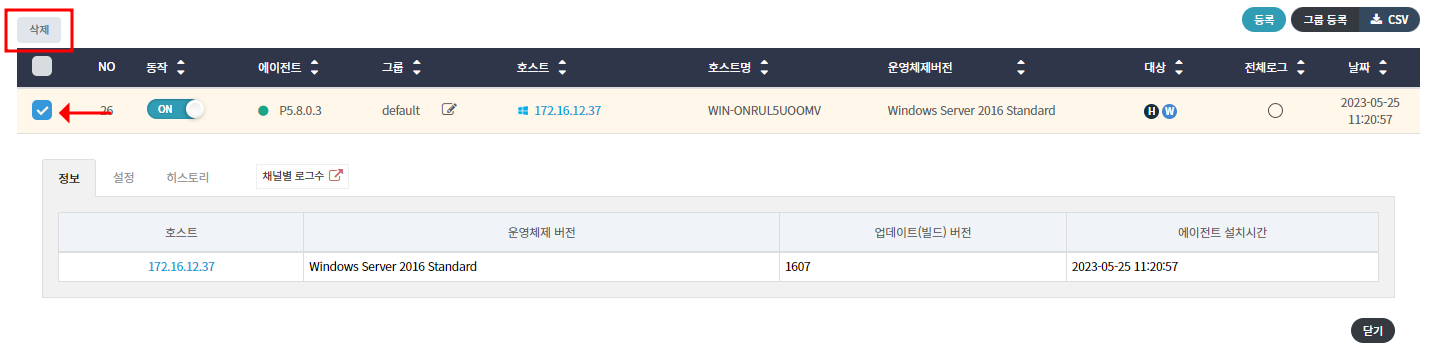 삭제
등록 그룹 등록 CSV
NO 동작 에이전트 그룹 호스트 호스트명 운영체제버전 대상 전체로그 날짜
26 ON P5.8.0.3 default 172.16.12.37 WIN-ONRUL5UOOMV Windows Server 2016 Standard H W 2023-05-25
11:20:57
정보 설정 히스토리 채널별 로그수
호스트 운영체제 버전 업데이트(빌드) 버전 에이전트 설치시간
172.16.12.37 Windows Server 2016 Standard 1607 2023-05-25 11:20:57
닫기